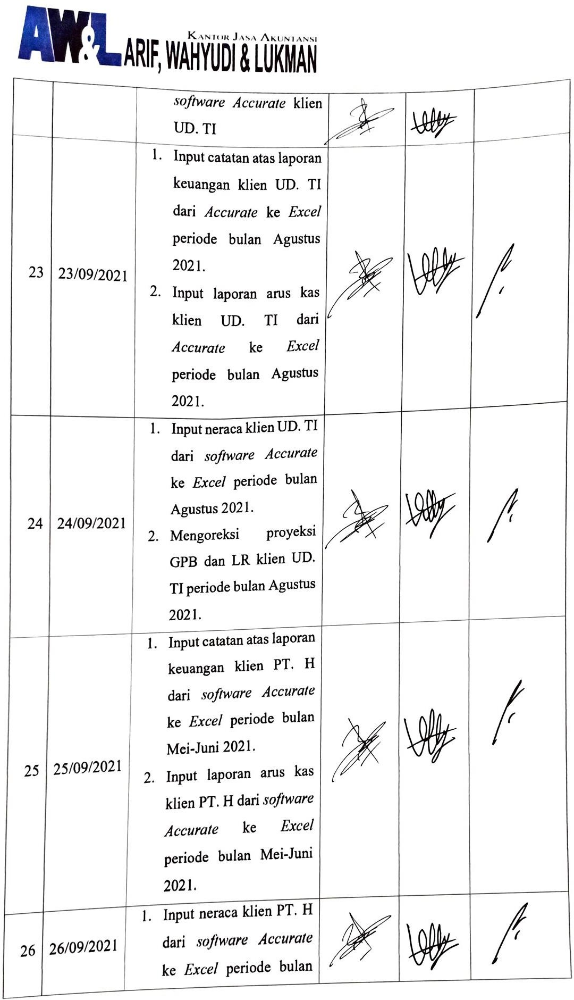 AW&L
KANTOR JASA AKUNTANSI
ARIF, WAHYUDI & LUKMAN
software Accurate klien
UD. TI
23
23/09/2021
1. Input catatan atas laporan
keuangan klien UD. TI
dari Accurate ke Excel
periode bulan Agustus
2021.
2. Input laporan arus kas
klien UD. TI dari
Accurate ke Excel
periode bulan Agustus
2021.
24
24/09/2021
1. Input neraca klien UD. TI
dari software Accurate
ke Excel periode bulan
Agustus 2021.
2. Mengoreksi proyeksi
GPB dan LR klien UD.
TI periode bulan Agustus
2021.
25
25/09/2021
1. Input catatan atas laporan
keuangan klien PT. H
dari software Accurate
ke Excel periode bulan
Mei-Juni 2021.
2. Input laporan arus kas
klien PT. H dari software
Accurate ke Excel
periode bulan Mei-Juni
2021.
26
26/09/2021
1. Input neraca klien PT. H
dari software Accurate
ke Excel periode bulan